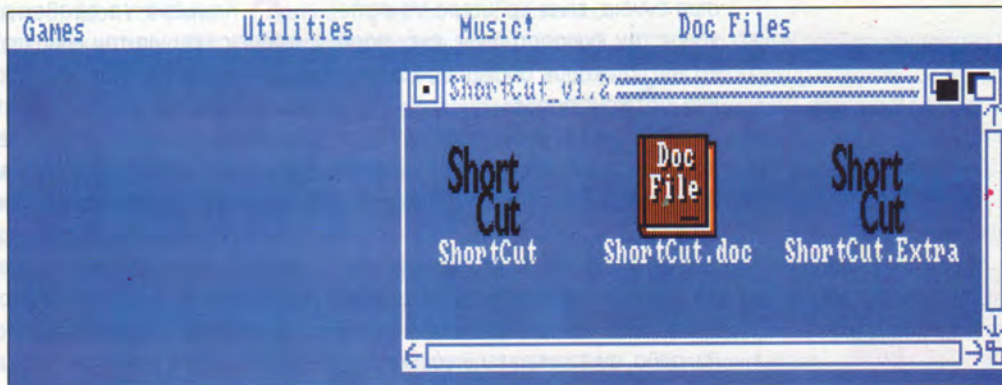 Games Utilities Music! Doc Files
ShortCut_v1.2
Short Cut
Doc File
Short Cut
ShortCut ShortCut.doc ShortCut.Extra